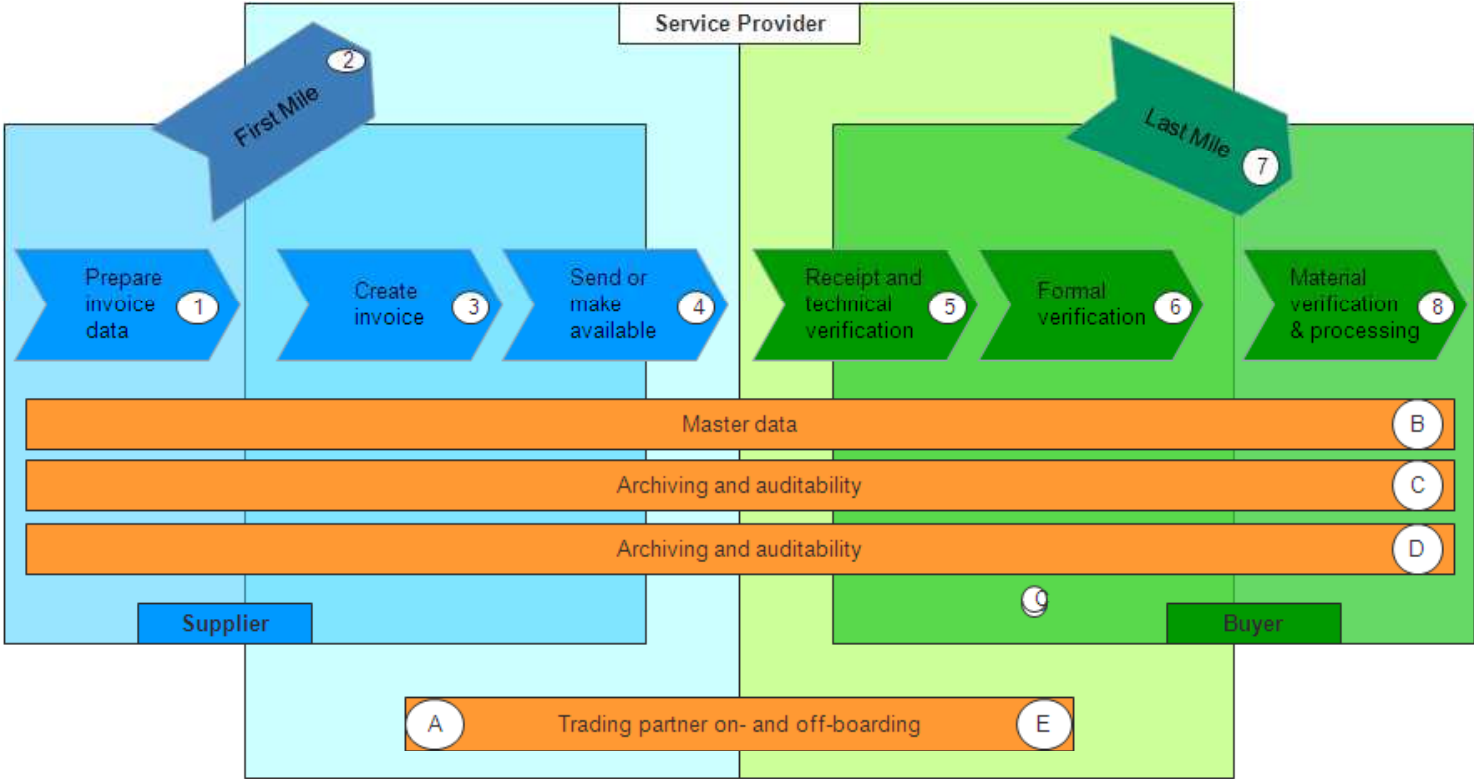 Service Provider
First Mile
2
Last Mile
7
Prepare
invoice
data
1
Create
invoice
3
Send or
make
available
4
Receipt and
technical
verification
5
Formal
verification
6
Material
verification
& processing
8
Master data
B
Archiving and auditability
C
Archiving and auditability
D
Supplier
Buyer
A
Trading partner on- and off-boarding
E